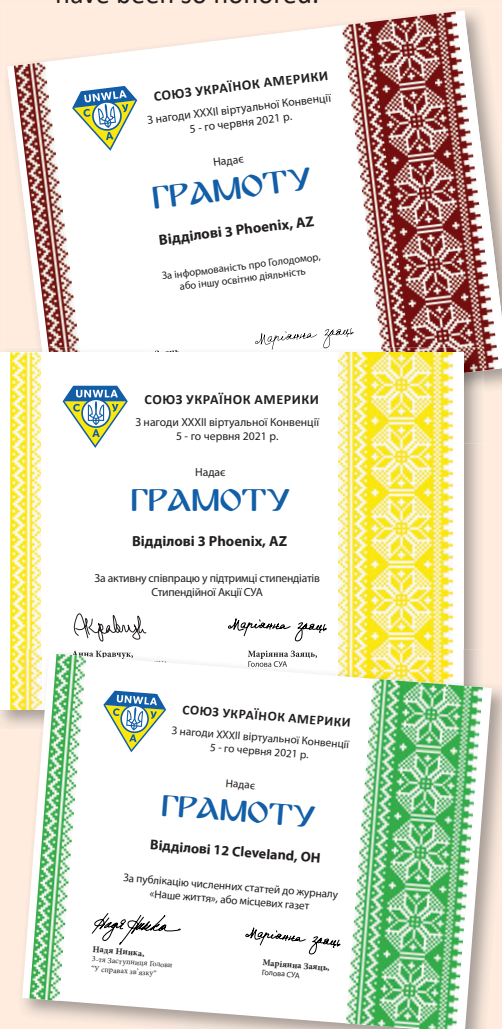 have been so honored.
UNWLA
С У
А
СОЮЗ УКРАЇНОК АМЕРИКИ
З нагоди XXXII віртуальної Конвенції
5 - го червня 2021 р.
Надає
ГРАМОТУ
Відділові 3 Phoenix, AZ
За інформованість про Голодомор,
або іншу освітню діяльність
Маріянна Заяць
UNWLA
С У
А
СОЮЗ УКРАЇНОК АМЕРИКИ
З нагоди XXXII віртуальної Конвенції
5 - го червня 2021 р.
Надає
ГРАМОТУ
Відділові 3 Phoenix, AZ
За активну співпрацю у підтримці стипендіатів
Стипендійної Акції СУА
АКравчук Маріянна Заяць
Анна Кравчук, Маріянна Заяць,
Голова СУА
UNWLA
С У
А
СОЮЗ УКРАЇНОК АМЕРИКИ
З нагоди XXXII віртуальної Конвенції
5 - го червня 2021 р.
Надає
ГРАМОТУ
Відділові 12 Cleveland, OH
За публікацію численних статтей до журналу
«Наше життя», або місцевих газет
Надя Нинка Маріянна Заяць
Надя Нинка, Маріянна Заяць,
3-тя Заступниця Голови Голова СУА
"У справах зв`язку"